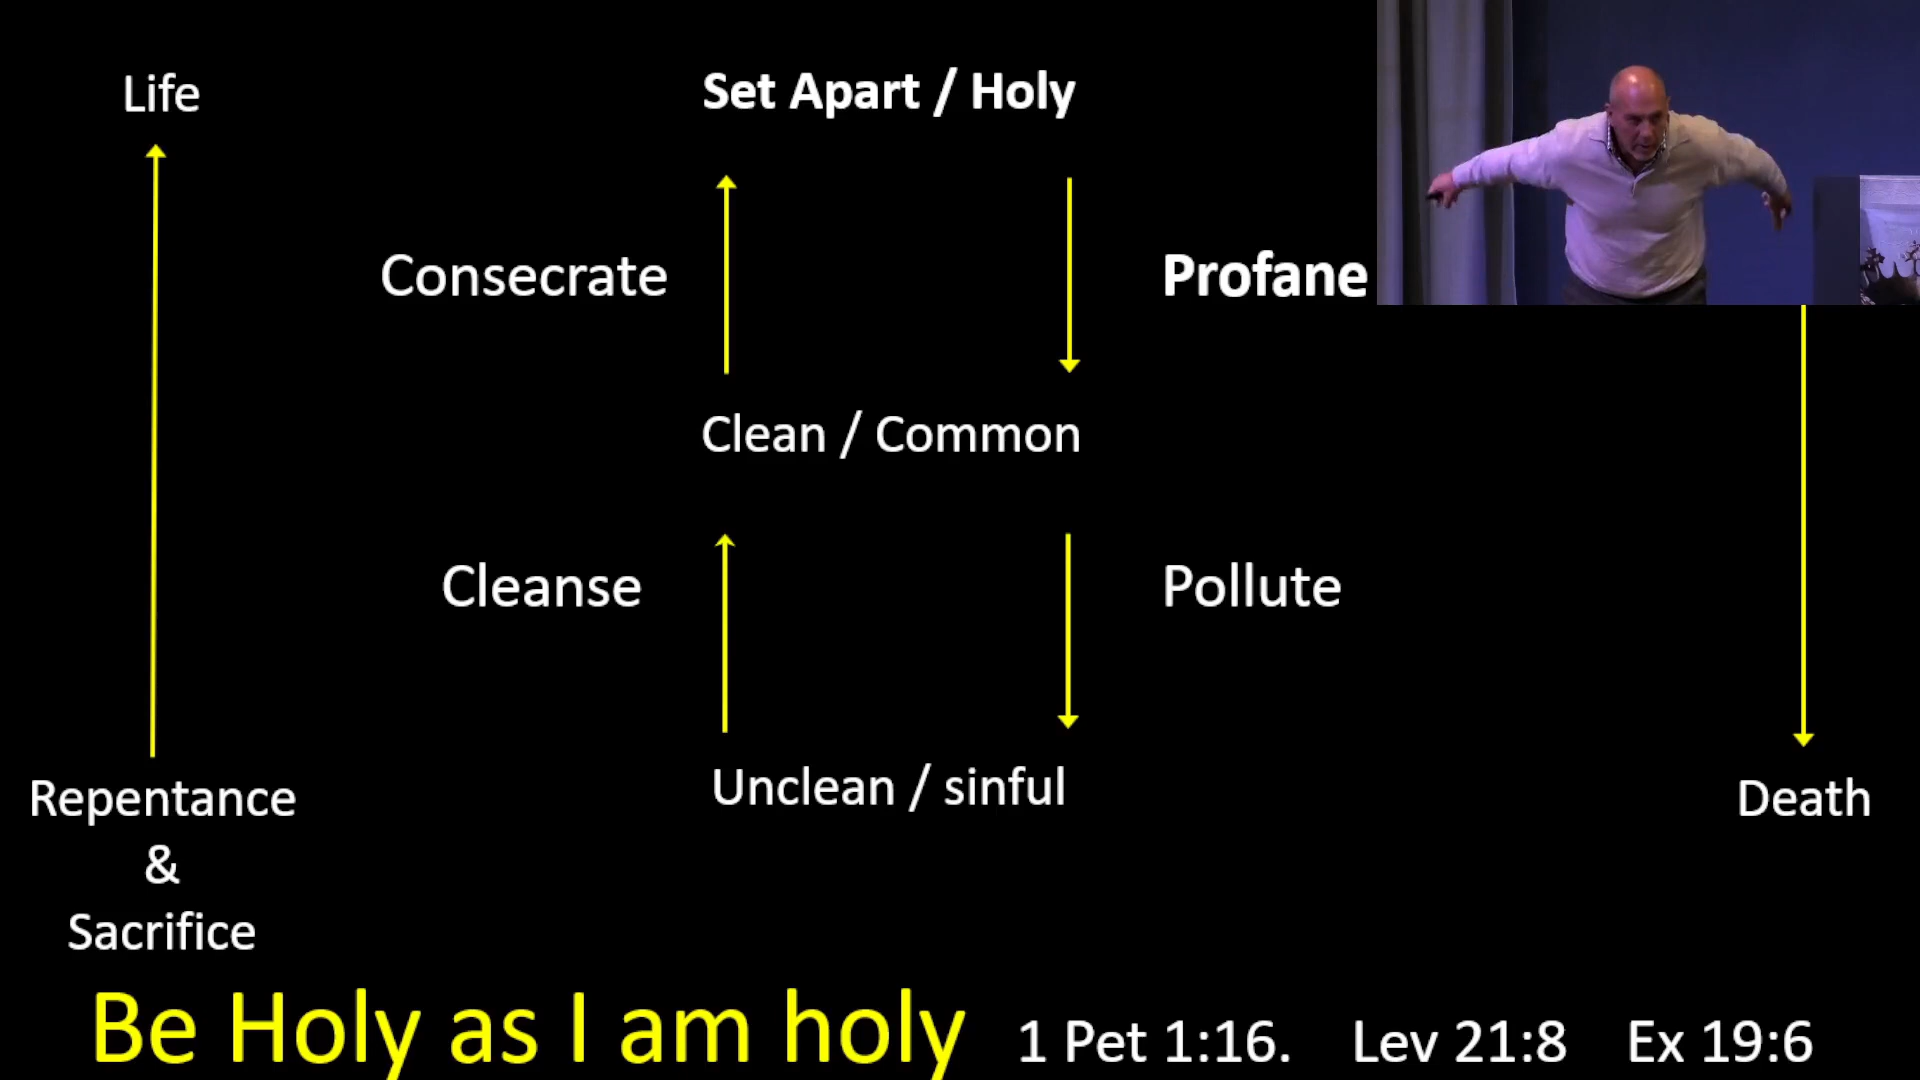 Life
Set Apart / Holy
Consecrate
Profane
Clean / Common
Cleanse
Pollute
Unclean / sinful
Repentance
&
Sacrifice
Death
Be Holy as I am holy 1 Pet 1:16. Lev 21:8 Ex 19:6